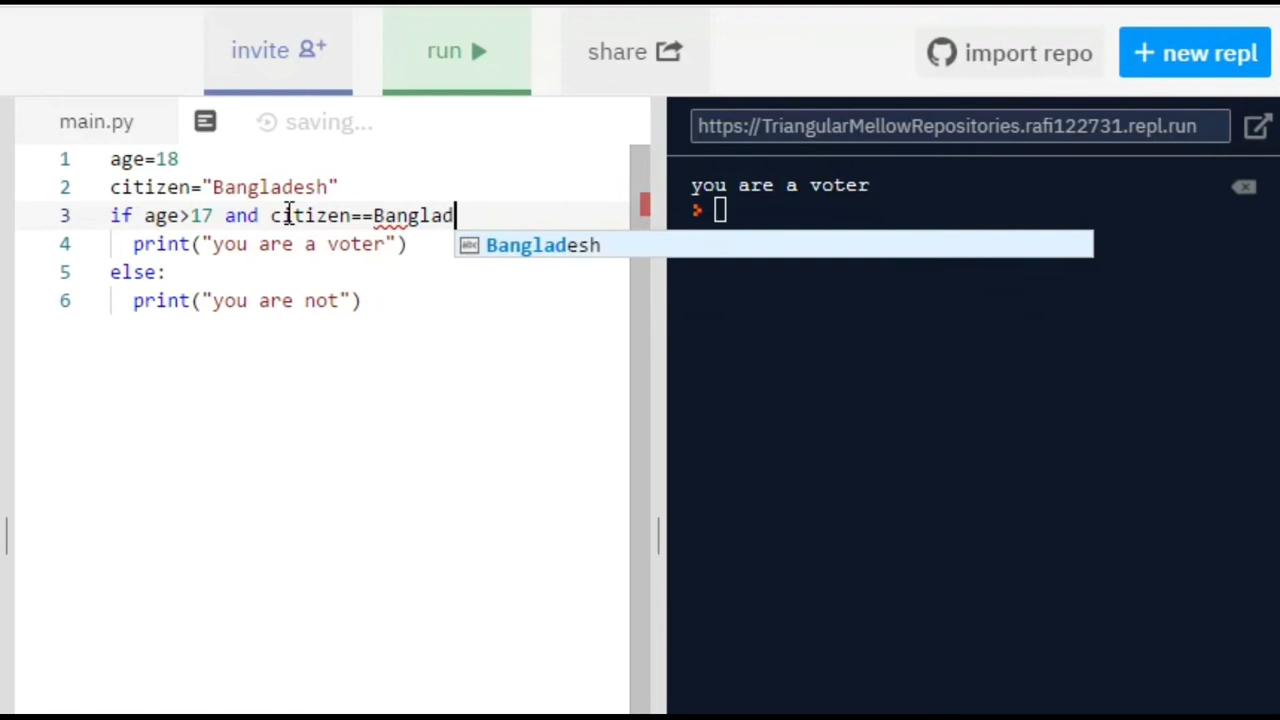 invite
run
share
import repo
+ new repl
main.py
saving...
https://TriangularMellowRepositories.rafi122731.repl.run
1 age=18
2 citizen="Bangladesh"
3 if age>17 and citizen==Banglad
4 print("you are a voter")
5 else:
6 print("you are not")
abc Bangladesh
you are a voter
>